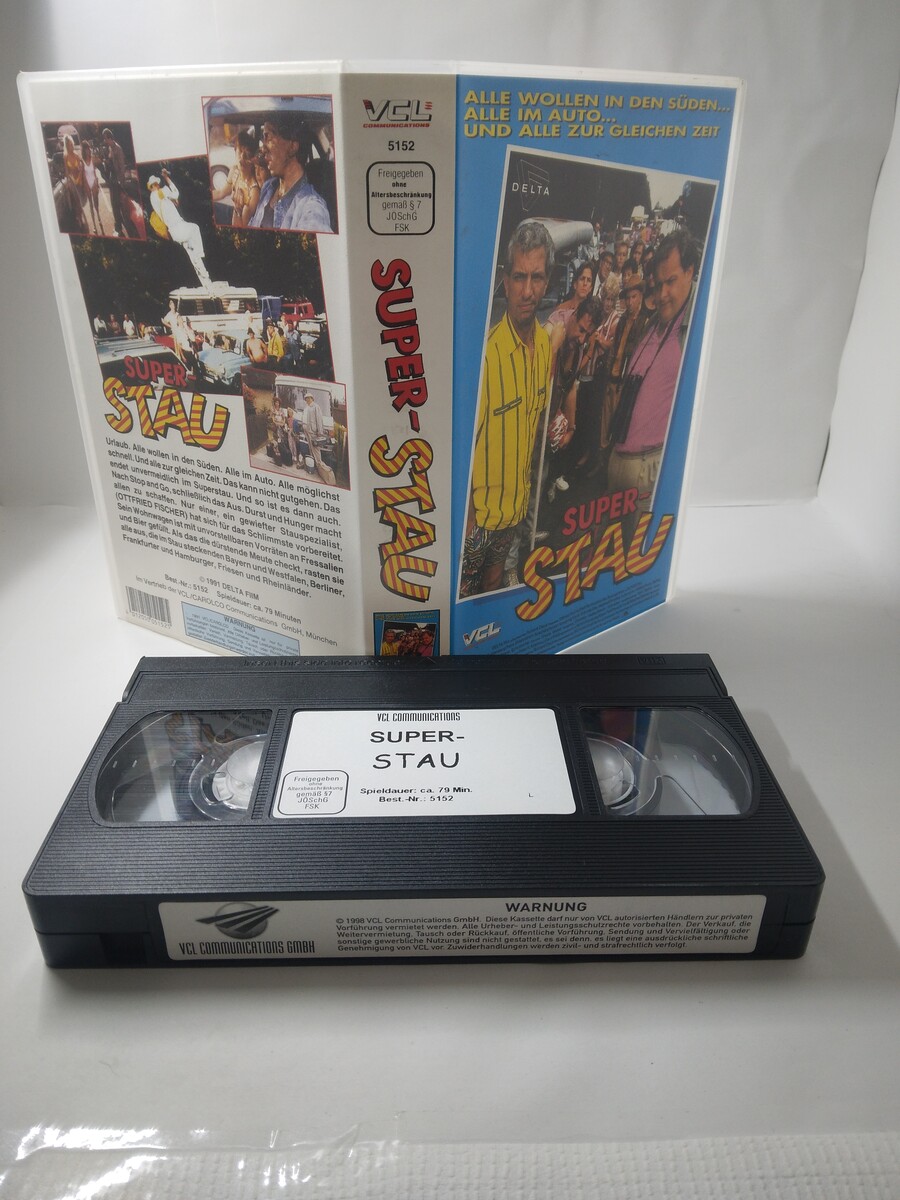 SUPER-
STAU
Urlaub. Alle wollen in den Süden. Alle im Auto. Alle möglichst
schnell. Und alle zur gleichen Zeit. Das kann nicht gutgehen. Das
endet unvermeidlich im Superstau. Und so ist es dann auch.
Nach Stop and Go, schließlich das Aus. Durst und Hunger macht
allen zu schaffen. Nur einer, ein gewiefter Stauspezialist,
(OTTFRIED FISCHER) hat sich für das Schlimmste vorbereitet.
Sein Wohnwagen ist mit unvorstellbaren Vorräten an Fressalien
und Bier gefüllt. Als das die dürstende Meute checkt, rasten sie
alle aus, die im Stau steckenden Bayern und Westfalen, Berliner,
Frankfurter und Hamburger, Friesen und Rheinländer.
© 1991 DELTA FIlM
Best.-Nr.: 5152 Spieldauer: ca. 79 Minuten
Im Vertrieb der VCL/CAROLCO Communications GmbH, München
WARNUNG
VCL
COMMUNICATIONS
5152
Freigegeben
ohne
Altersbeschränkung
gemäß § 7
JÖSchG
FSK
SUPER-STAU
ALLE WOLLEN IN DEN SÜDEN...
ALLE IM AUTO...
UND ALLE ZUR GLEICHEN ZEIT
DELTA
SUPER-
STAU
VCL
VCL COMMUNICATIONS
SUPER-
STAU
Freigegeben
ohne
Altersbeschränkung
gemäß §7
JÖSchG
FSK
Spieldauer: ca. 79 Min.
Best.-Nr.: 5152
L
VCL COMMUNICATIONS GMBH
WARNUNG
© 1998 VCL Communications GmbH. Diese Kassette darf nur von VCL autorisierten Händlern zur privaten
Vorführung vermietet werden. Alle Urheber- und Leistungsschutzrechte vorbehalten. Der Verkauf, die
Weitervermietung, Tausch oder Rückkauf, öffentliche Vorführung, Sendung und Vervielfältigung oder
sonstige gewerbliche Nutzung sind nicht gestattet, es sei denn, es liegt eine ausdrückliche schriftliche
Genehmigung von VCL vor. Zuwiderhandlungen werden zivil- und strafrechtlich verfolgt.